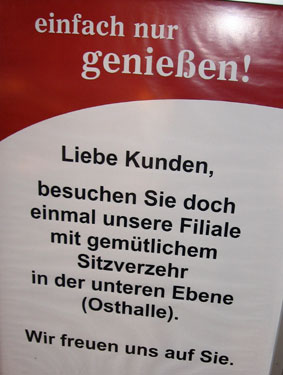 einfach nur
genießen!
Liebe Kunden,
besuchen Sie doch
einmal unsere Filiale
mit gemütlichem
Sitzverzehr
in der unteren Ebene
(Osthalle).
Wir freuen uns auf Sie.